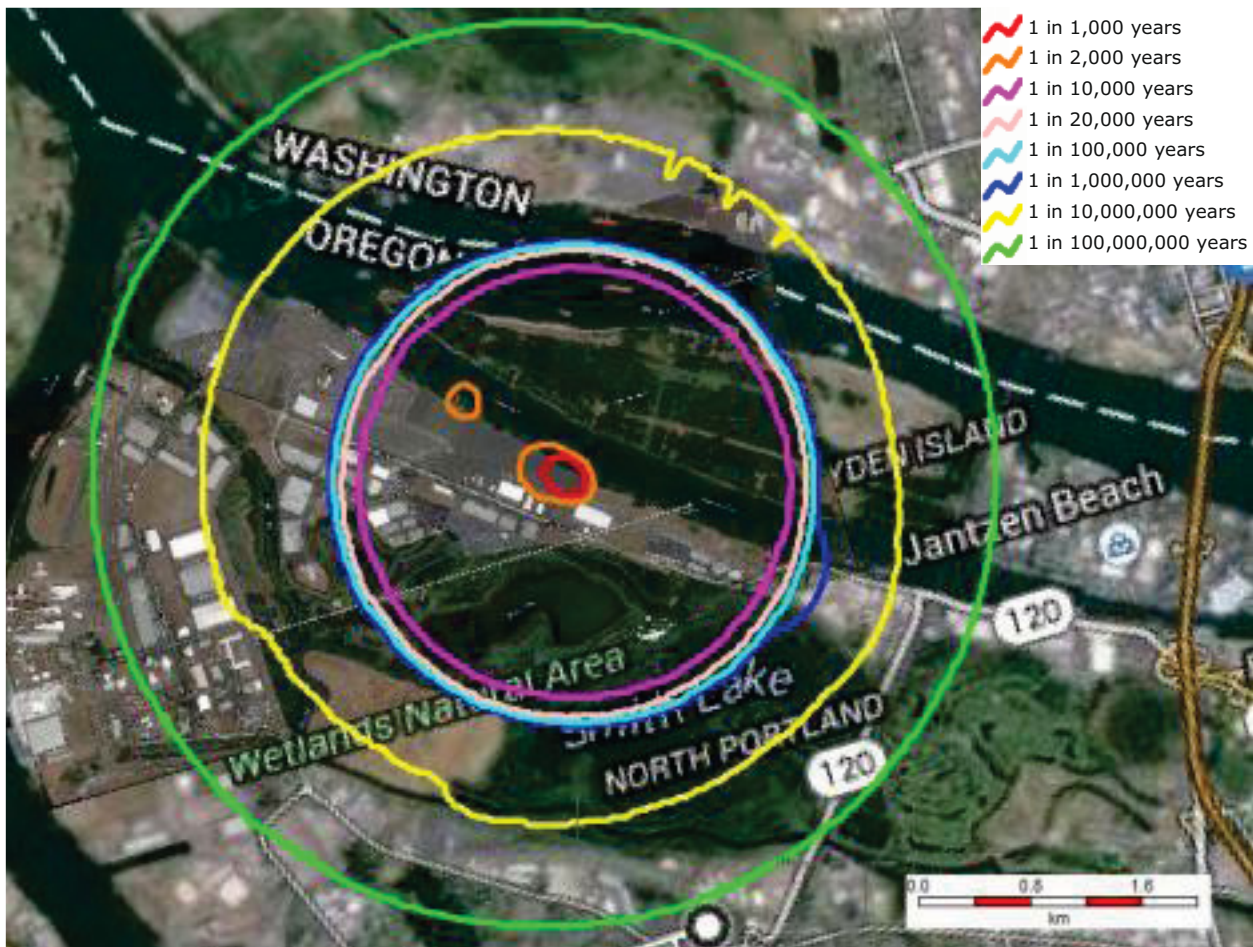 1 in 1,000 years
1 in 2,000 years
1 in 10,000 years
1 in 20,000 years
1 in 100,000 years
1 in 1,000,000 years
1 in 10,000,000 years
1 in 100,000,000 years
WASHINGTON
OREGON
YDEN ISLAND
Jantzen Beach
120
Wetlands Natural Area
Smith Lake
NORTH PORTLAND
120
0.0 0.8 1.6
km